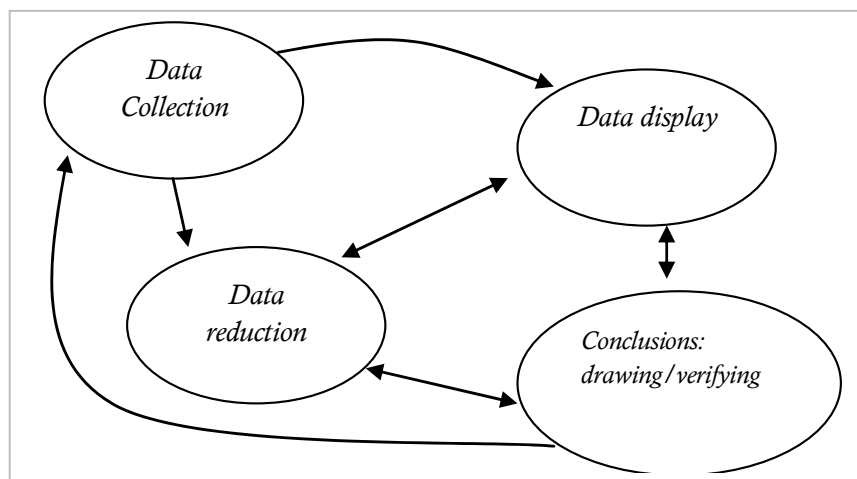 Data
Collection
Data display
Data
reduction
Conclusions:
drawing/verifying